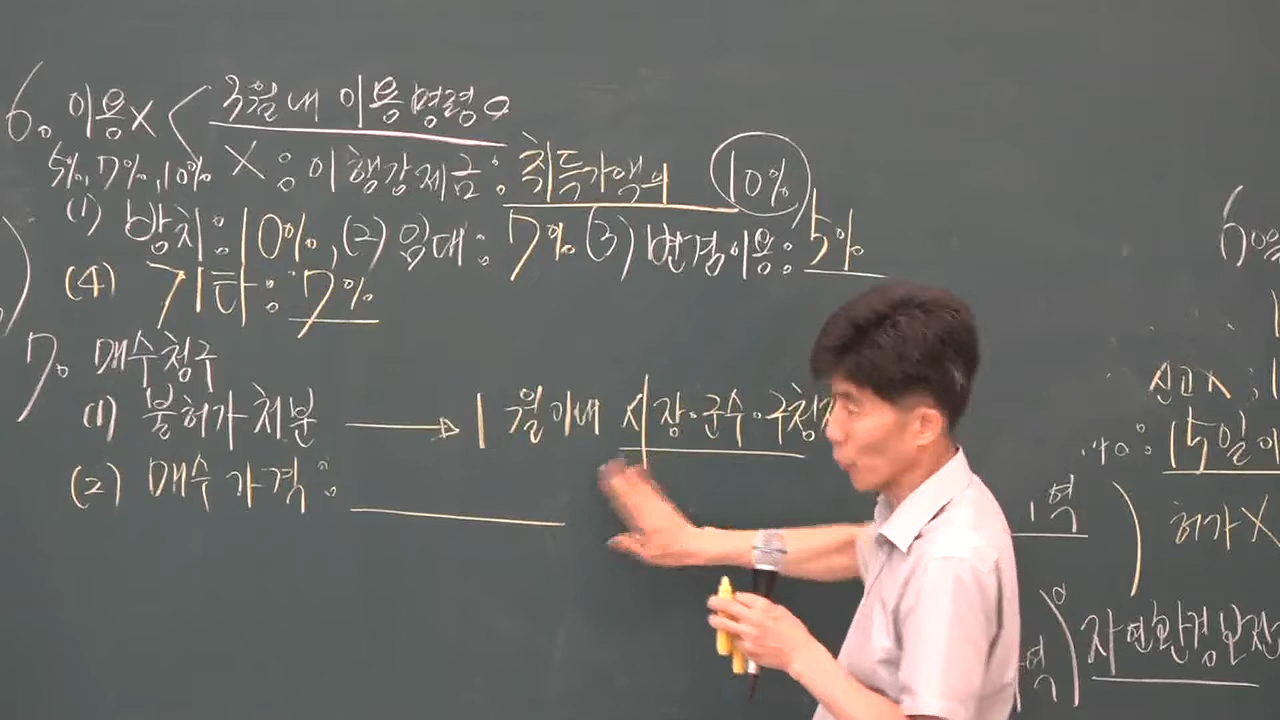 6. 이용X < 3월내 이용명령
5%, 7%, 10% X : 이행강제금 : 취득가액의 10%
(1) 방치 : 10%, (2) 임대 : 7% (3) 변경이용 : 5%
(4) 기타 : 7%
7. 매수청구
(1) 불허가처분 → 1월이내 시장·군수·구청
(2) 매수가격 :
60일
신고X ;
15일이
허가X
자연환경보전